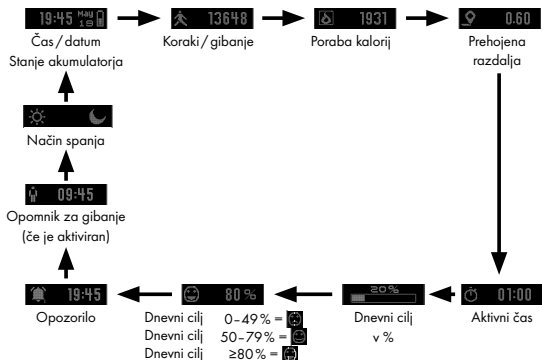 19:45 May 19
13648
1931
0.60
Čas / datum
Stanje akumulatorja
Koraki / gibanje
Poraba kalorij
Prehojena
razdalja
Način spanja
09:45
Opomnik za gibanje
(če je aktiviran)
19:45
80 %
20%
01:00
Opozorilo
Dnevni cilj 0–49 % =
Dnevni cilj 50–79 % =
Dnevni cilj ≥80 % =
Dnevni cilj
v %
Aktivni čas